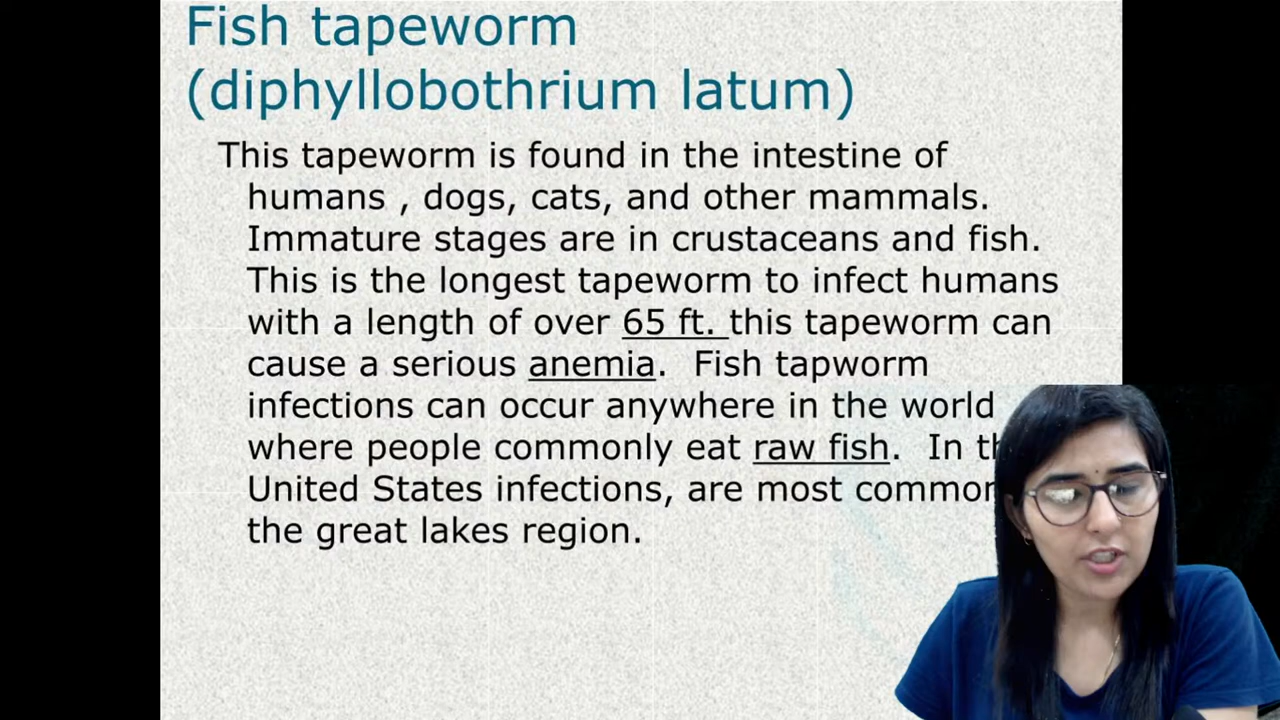 Fish tapeworm
(diphyllobothrium latum)
This tapeworm is found in the intestine of
humans , dogs, cats, and other mammals.
Immature stages are in crustaceans and fish.
This is the longest tapeworm to infect humans
with a length of over 65 ft. this tapeworm can
cause a serious anemia. Fish tapworm
infections can occur anywhere in the world
where people commonly eat raw fish. In
United States infections, are most common
the great lakes region.